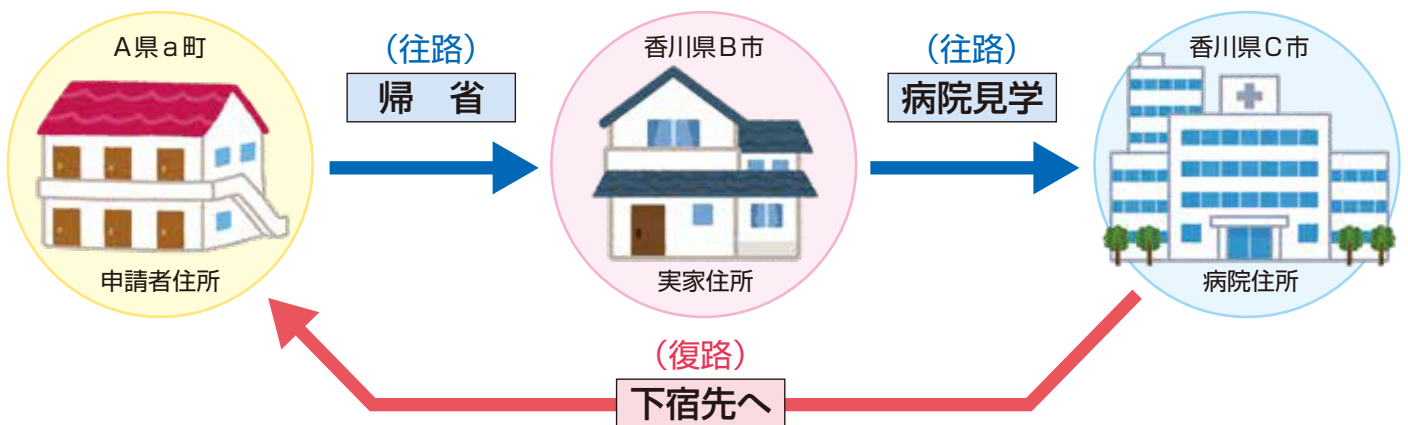 A県a町
(往路)
帰 省
香川県B市
(往路)
病院見学
香川県C市
申請者住所
実家住所
病院住所
(復路)
下宿先へ